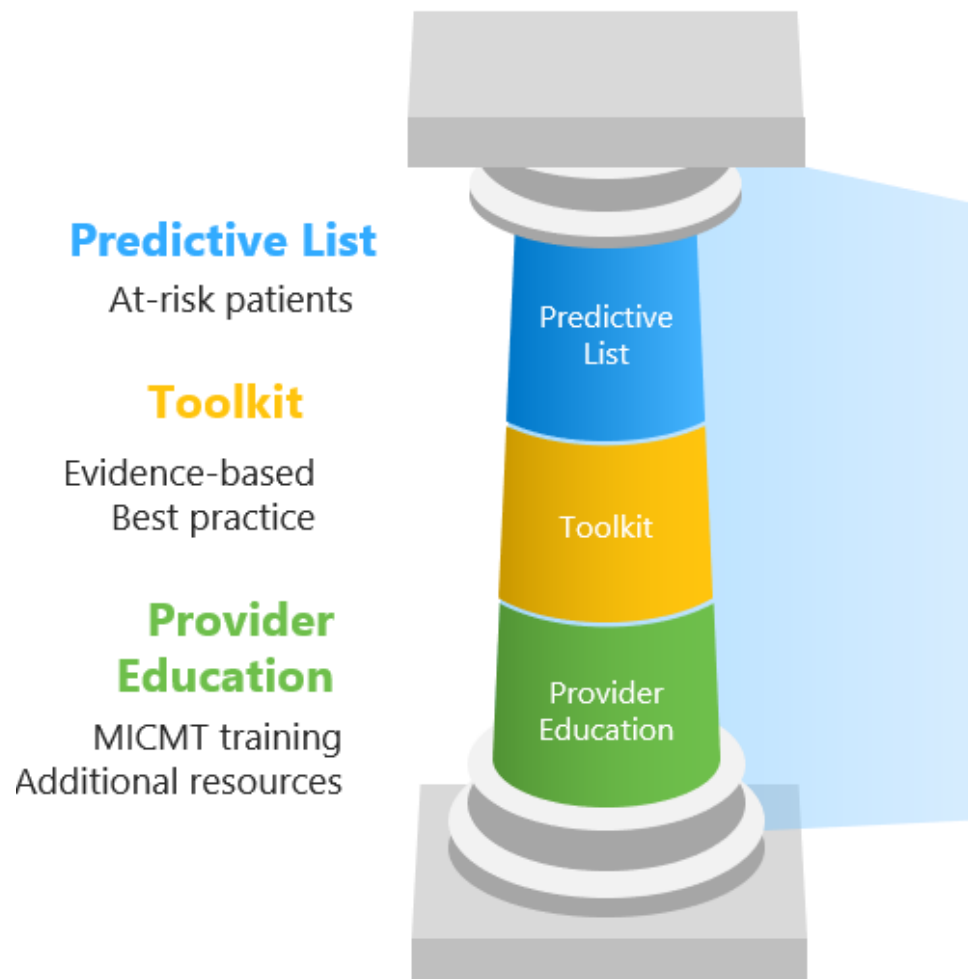 Predictive List
At-risk patients
Toolkit
Evidence-based
Best practice
Provider
Education
MICMT training
Additional resources
Predictive
List
Toolkit
Provider
Education